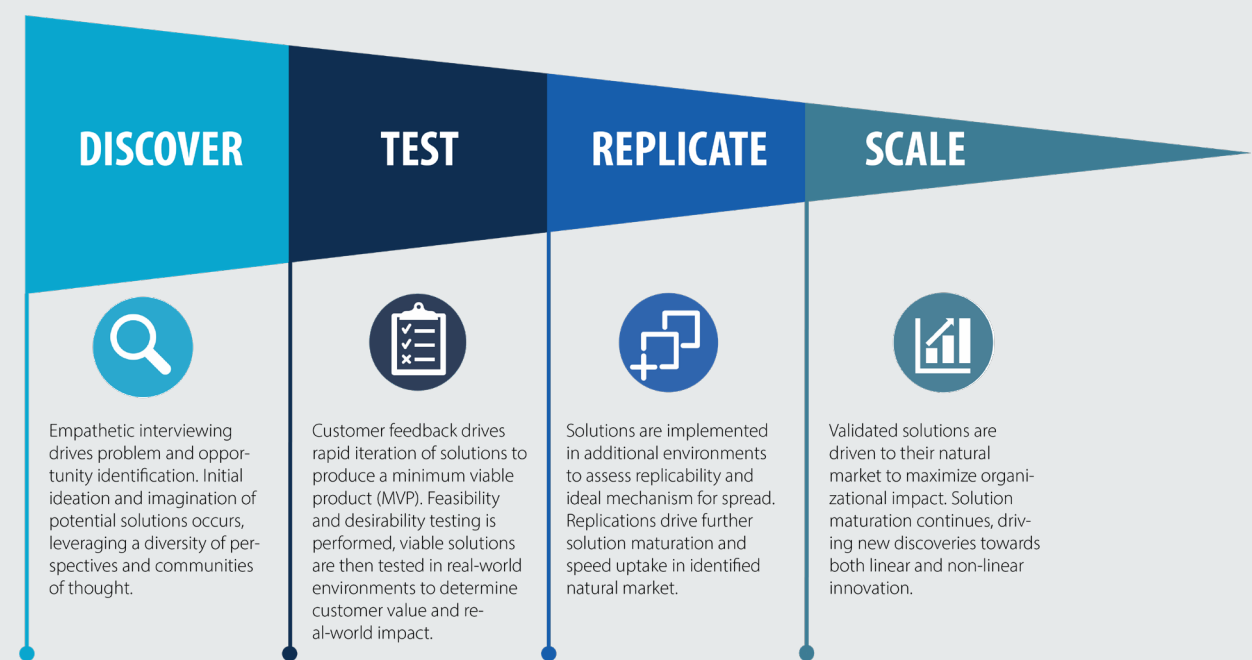 DISCOVER
TEST
REPLICATE
SCALE
Empathetic interviewing
drives problem and oppor-
tunity identification. Initial
ideation and imagination of
potential solutions occurs,
leveraging a diversity of per-
spectives and communities
of thought.
Customer feedback drives
rapid iteration of solutions to
produce a minimum viable
product (MVP). Feasibility
and desirability testing is
performed, viable solutions
are then tested in real-world
environments to determine
customer value and re-
al-world impact.
Solutions are implemented
in additional environments
to assess replicability and
ideal mechanism for spread.
Replications drive further
solution maturation and
speed uptake in identified
natural market.
Validated solutions are
driven to their natural
market to maximize organi-
zational impact. Solution
maturation continues, driv-
ing new discoveries towards
both linear and non-linear
innovation.